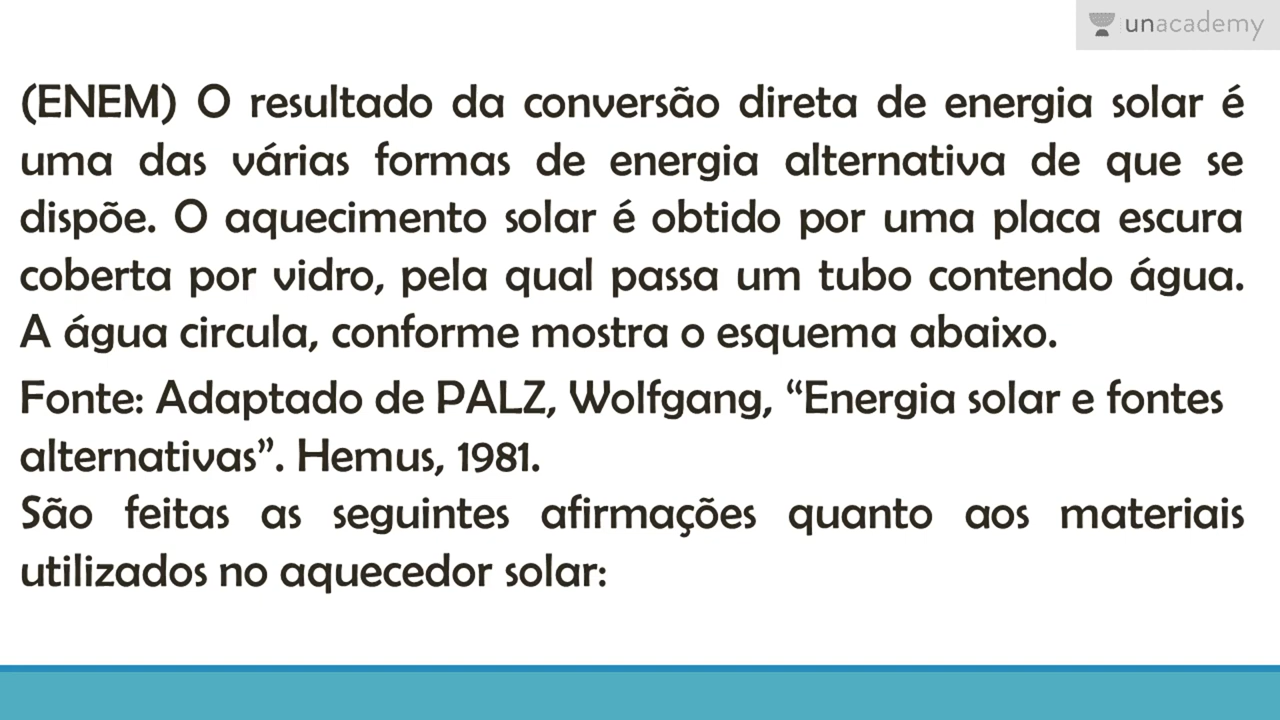 unacademy
(ENEM) O resultado da conversão direta de energia solar é
uma das várias formas de energia alternativa de que se
dispõe. O aquecimento solar é obtido por uma placa escura
coberta por vidro, pela qual passa um tubo contendo água.
A água circula, conforme mostra o esquema abaixo.
Fonte: Adaptado de PALZ, Wolfgang, “Energia solar e fontes
alternativas”. Hemus, 1981.
São feitas as seguintes afirmações quanto aos materiais
utilizados no aquecedor solar: